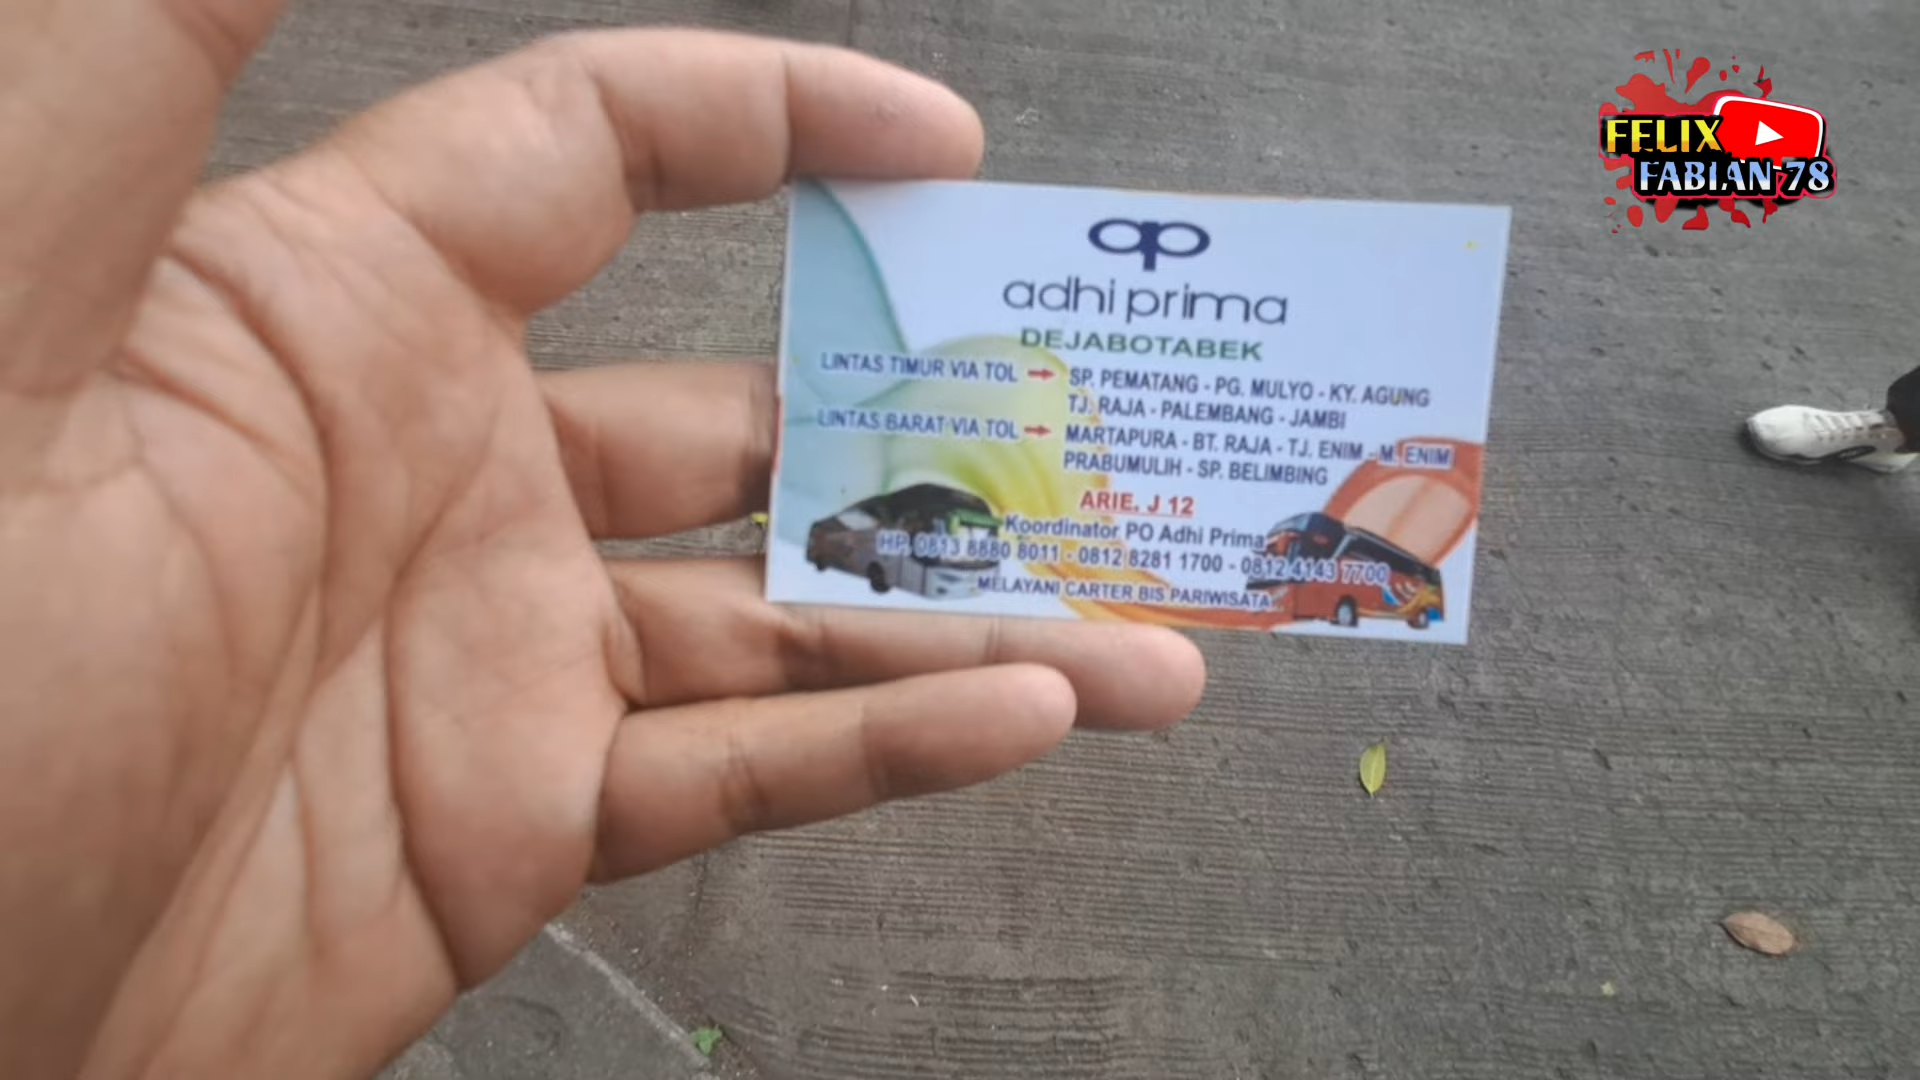 FELIX
FABIAN 78
ap
adhi prima
DEJABOTABEK
LINTAS TIMUR VIA TOL → SP. PEMATANG - PG. MULYO - KY. AGUNG
TJ. RAJA - PALEMBANG - JAMBI
LINTAS BARAT VIA TOL → MARTAPURA - BT. RAJA - TJ. ENIM - M. ENIM
PRABUMULIH - SP. BELIMBING
ARIE. J 12
Koordinator PO Adhi Prima
HP. 0813 8880 8011 - 0812 8281 1700 - 0812 4143 7700
MELAYANI CARTER BIS PARIWISATA